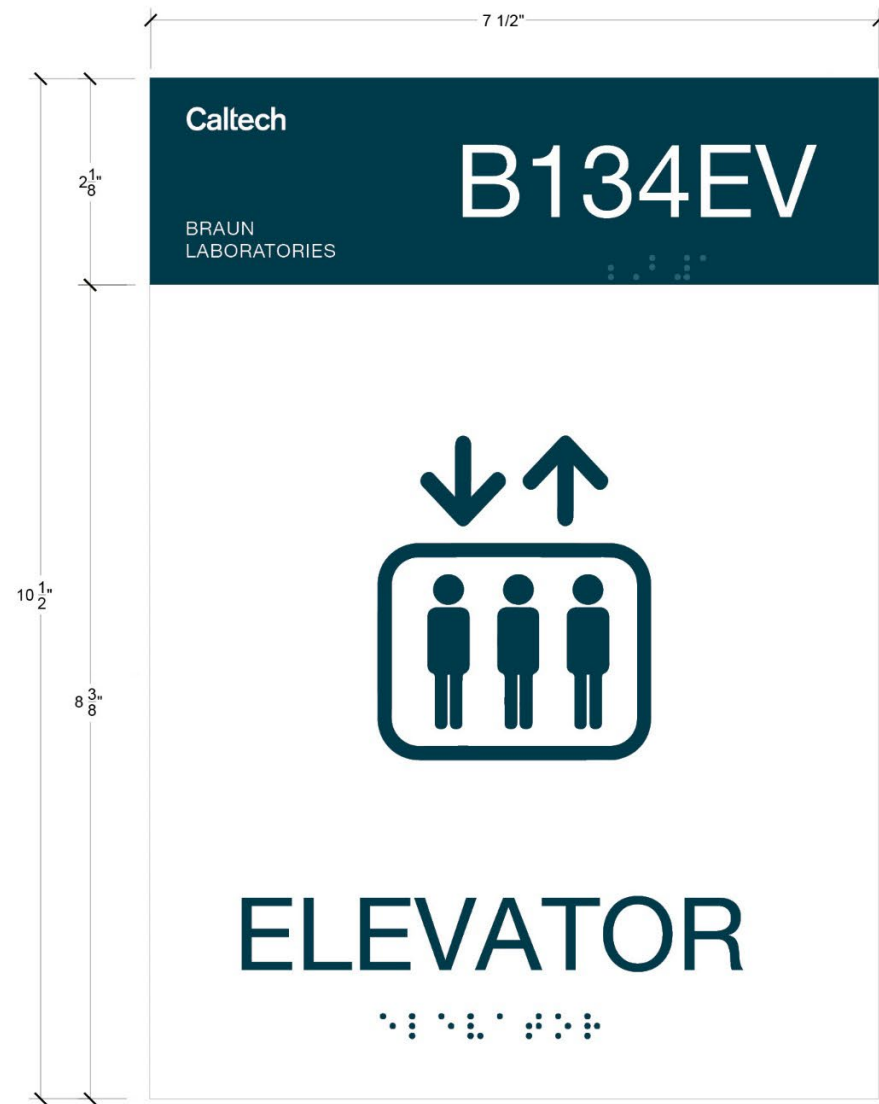 7 1/2"
2 1/8"
Caltech
B134EV
BRAUN
LABORATORIES
10 1/2"
8 3/8"
ELEVATOR
⠑⠇⠑⠧⠁⠞⠕⠗